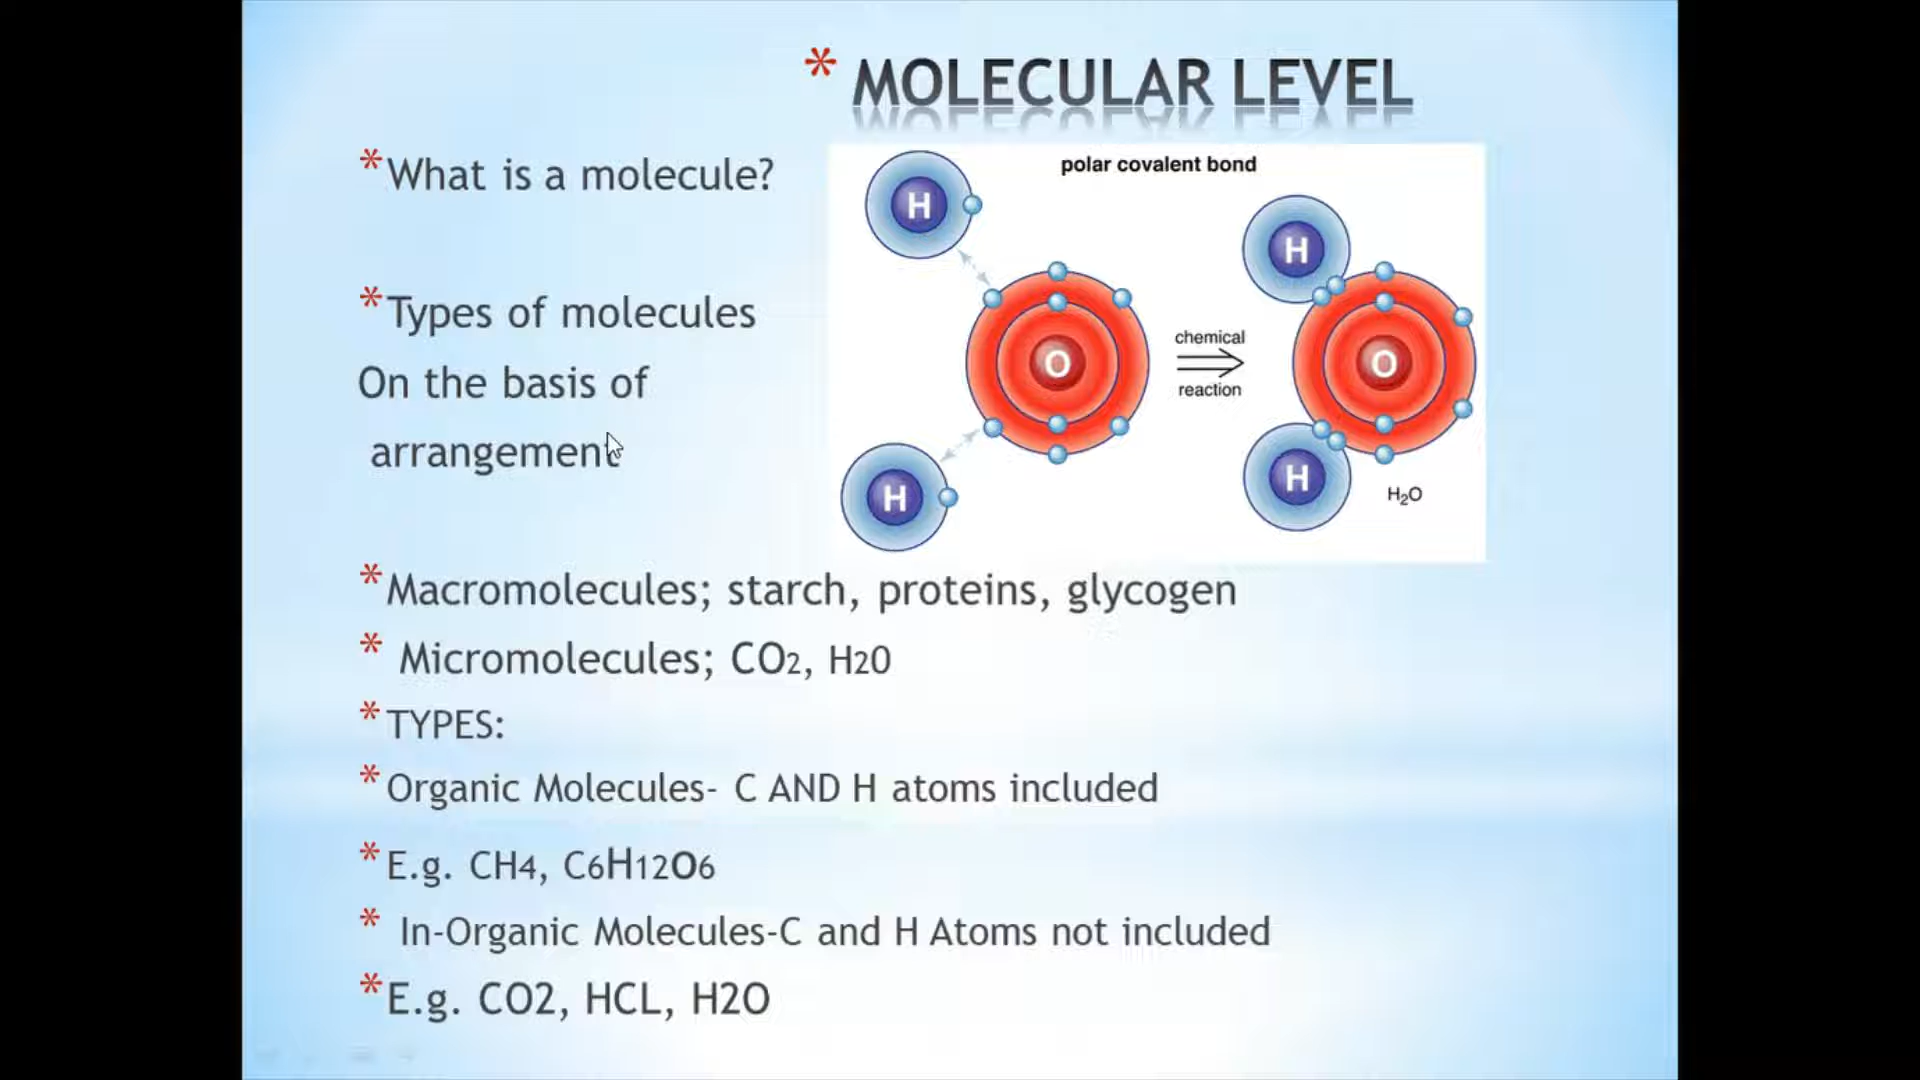 * MOLECULAR LEVEL
*What is a molecule?
*Types of molecules
On the basis of
arrangement
polar covalent bond
H
H
O
chemical
reaction
O
H
H
H₂O
*Macromolecules; starch, proteins, glycogen
* Micromolecules; CO2, H2O
*TYPES:
*Organic Molecules- C AND H atoms included
*E.g. CH4, C6H12O6
* In-Organic Molecules-C and H Atoms not included
*E.g. CO2, HCL, H2O